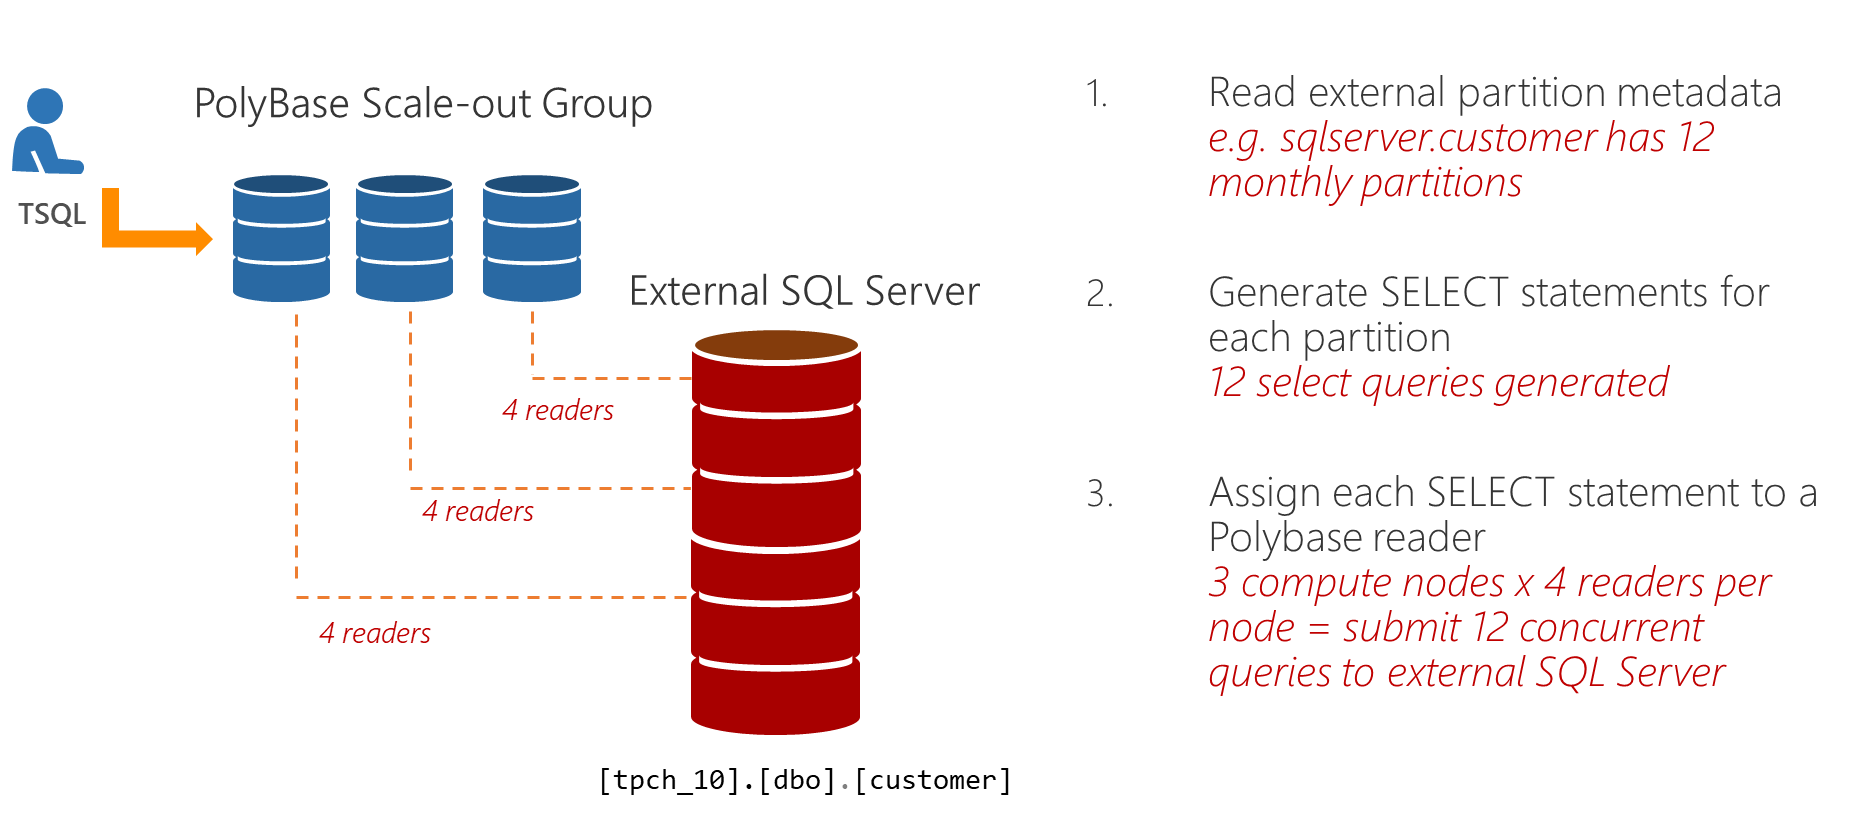 PolyBase Scale-out Group
TSQL
External SQL Server
4 readers
4 readers
4 readers
[tpch_10].[dbo].[customer]
1. Read external partition metadata
e.g. sqlserver.customer has 12
monthly partitions
2. Generate SELECT statements for
each partition
12 select queries generated
3. Assign each SELECT statement to a
Polybase reader
3 compute nodes x 4 readers per
node = submit 12 concurrent
queries to external SQL Server